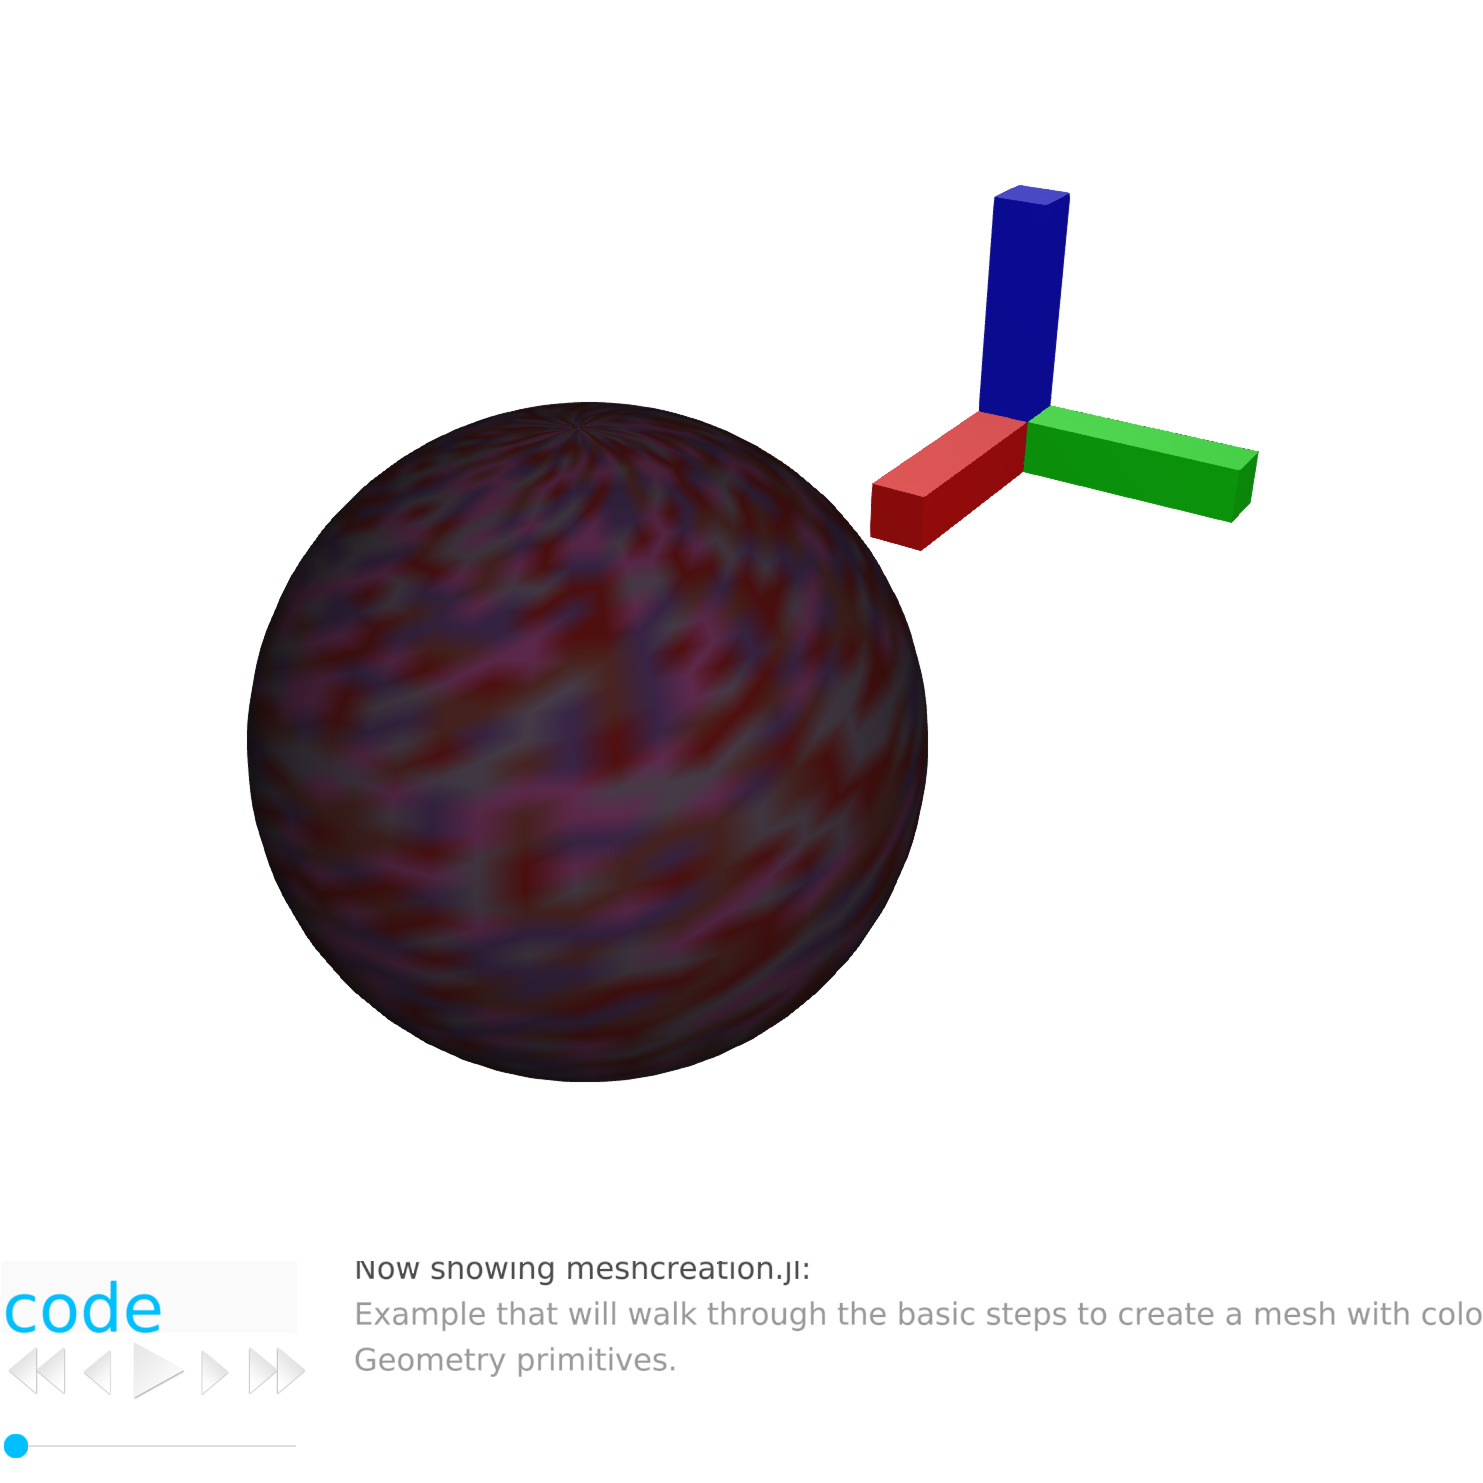 Now showing meshcreation.jl:
code
Example that will walk through the basic steps to create a mesh with colo
Geometry primitives.